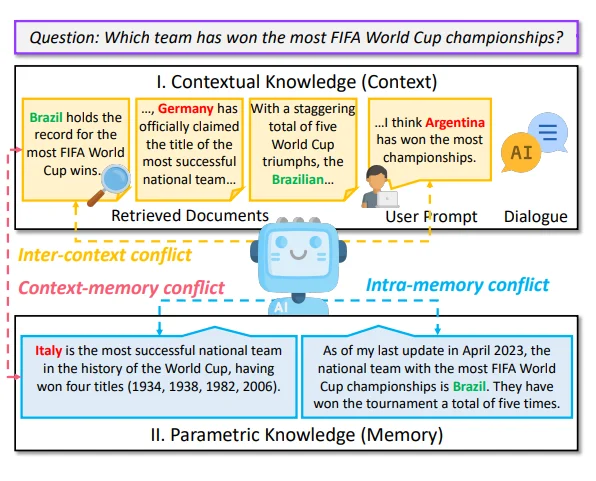 Question: Which team has won the most FIFA World Cup championships?
I. Contextual Knowledge (Context)
Brazil holds the
record for the
most FIFA World
Cup wins.
…, Germany has
officially claimed
the title of the
most successful
national team…
With a staggering
total of five
World Cup
triumphs, the
Brazilian…
…I think Argentina
has won the most
championships.
AI
Retrieved Documents
User Prompt
Dialogue
Inter-context conflict
Context-memory conflict
Intra-memory conflict
AI
Italy is the most successful national team
in the history of the World Cup, having
won four titles (1934, 1938, 1982, 2006).
As of my last update in April 2023, the
national team with the most FIFA World
Cup championships is Brazil. They have
won the tournament a total of five times.
II. Parametric Knowledge (Memory)